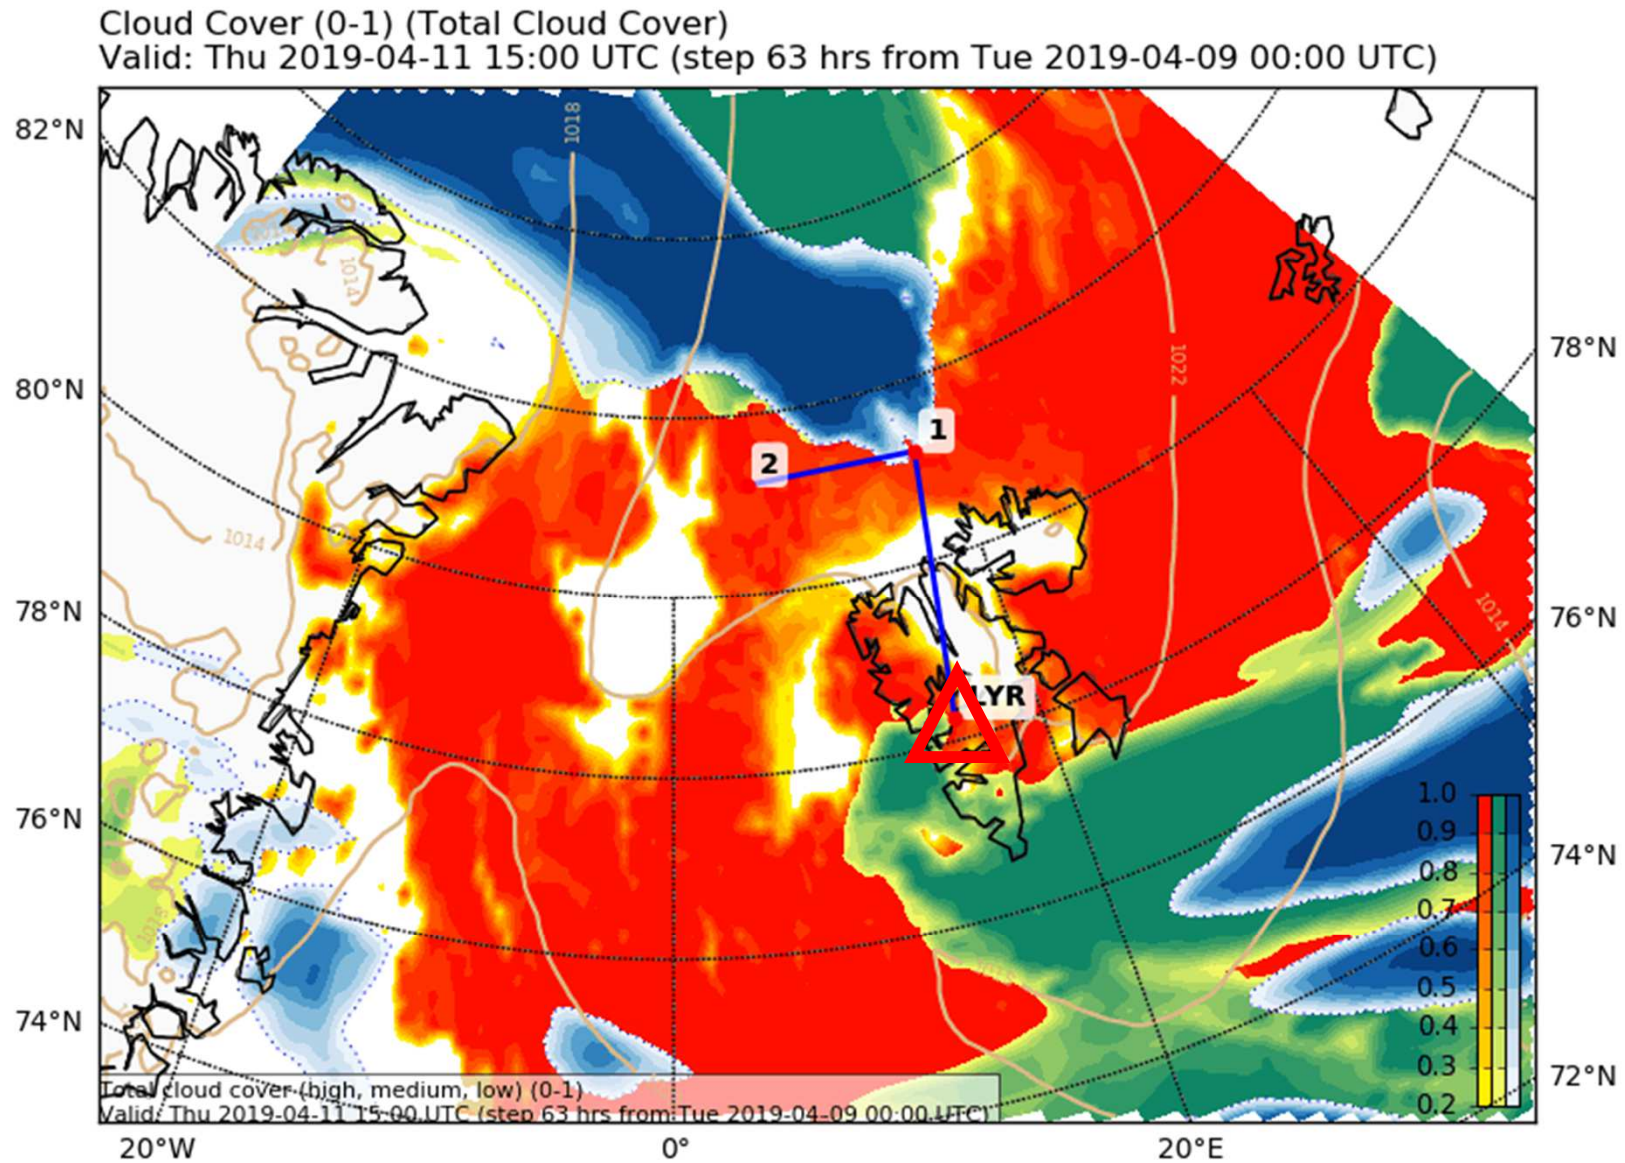 Cloud Cover (0-1) (Total Cloud Cover)
Valid: Thu 2019-04-11 15:00 UTC (step 63 hrs from Tue 2019-04-09 00:00 UTC)
1018
82°N
1014
78°N
1022
80°N
1
2
1014
1014
78°N
76°N
LYR
1.0
76°N
0.9
74°N
0.8
0.7
0.6
0.5
74°N
0.4
0.3
72°N
Total cloud cover (high, medium, low) (0-1)
0.2
Valid: Thu 2019-04-11 15:00 UTC (step 63 hrs from Tue 2019-04-09 00:00 UTC)
20°W
0°
20°E